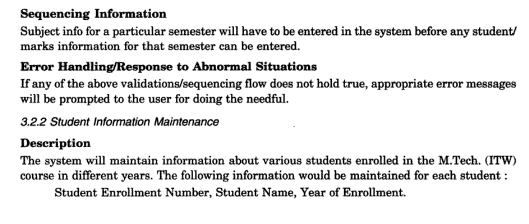 Sequencing Information
Subject info for a particular semester will have to be entered in the system before any student/
marks information for that semester can be entered.
Error Handling/Response to Abnormal Situations
If any of the above validations/sequencing flow does not hold true, appropriate error messages
will be prompted to the user for doing the needful.
3.2.2 Student Information Maintenance
Description
The system will maintain information about various students enrolled in the M.Tech. (ITW)
course in different years. The following information would be maintained for each student :
Student Enrollment Number, Student Name, Year of Enrollment.